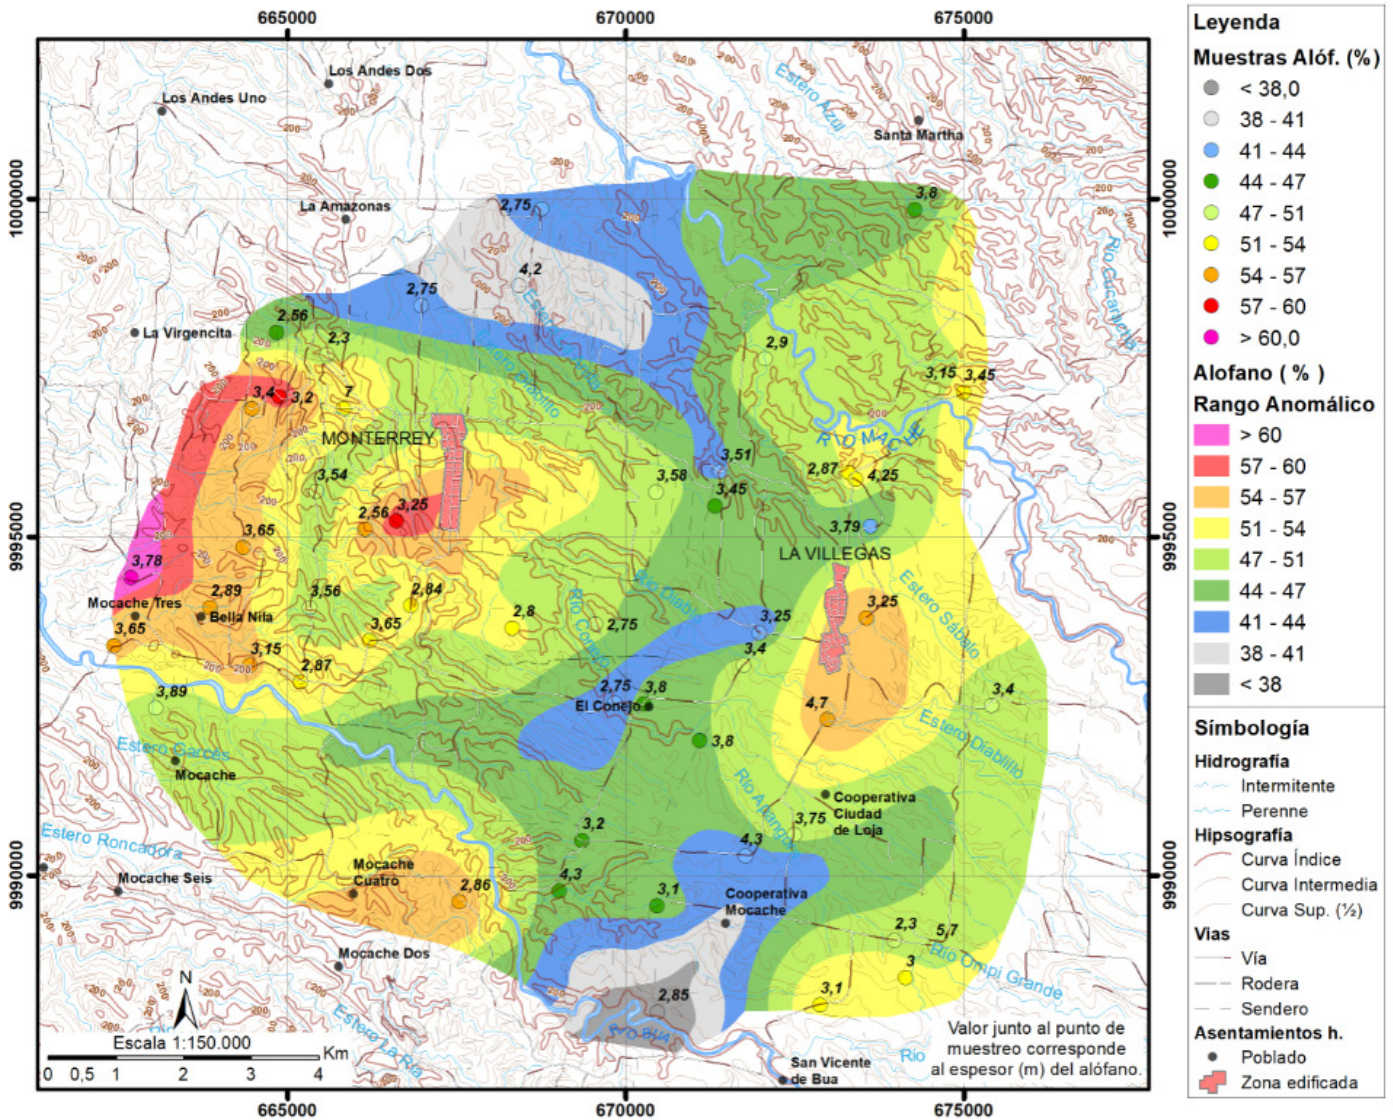 665000
670000
675000
Los Andes Dos
Los Andes Uno
Estero Azul
Santa Martha
1000000
1000000
La Amazonas
2,75
3,8
4,2
2,75
2,56
La Virgencita
2,3
Estero Diablito
2,9
3,15
3,45
3,4
3,2
7
MONTERREY
RÍO MACHE
3,51
3,54
3,58
2,87
4,25
3,45
3,25
2,56
3,79
995000
995000
3,65
LA VILLEGAS
3,78
Río Diablo
Estero Sábalo
Mocache Tres
2,89
3,56
2,84
Río Conejo
3,25
3,25
Bella Nila
2,8
2,75
3,65
3,65
3,15
3,4
2,87
2,75
3,8
3,4
3,89
El Conejo
4,7
Estero Diablillo
3,8
Estero Garcés
Mocache
Cooperativa
Ciudad
de Loja
3,75
3,2
4,3
Estero Roncadora
Mocache
Cuatro
990000
990000
Mocache Seis
2,86
4,3
3,1
Cooperativa
Mocache
2,3
5,7
Mocache Dos
Río Ompi Grande
3
2,85
3,1
N
Estero La Ría
RÍO BUA
Escala 1:150.000
Km
0 0,5 1 2 3 4
Valor junto al punto de
muestreo corresponde
al espesor (m) del alófano.
San Vicente
de Bua
Río
665000
670000
675000
Leyenda
Muestras Alóf. (%)
< 38,0
38 - 41
41 - 44
44 - 47
47 - 51
51 - 54
54 - 57
57 - 60
> 60,0
Alofano ( % )
Rango Anomálico
> 60
57 - 60
54 - 57
51 - 54
47 - 51
44 - 47
41 - 44
38 - 41
< 38
Simbología
Hidrografía
Intermitente
Perenne
Hipsografía
Curva Índice
Curva Intermedia
Curva Sup. (½)
Vias
Vía
Rodera
Sendero
Asentamientos h.
Poblado
Zona edificada